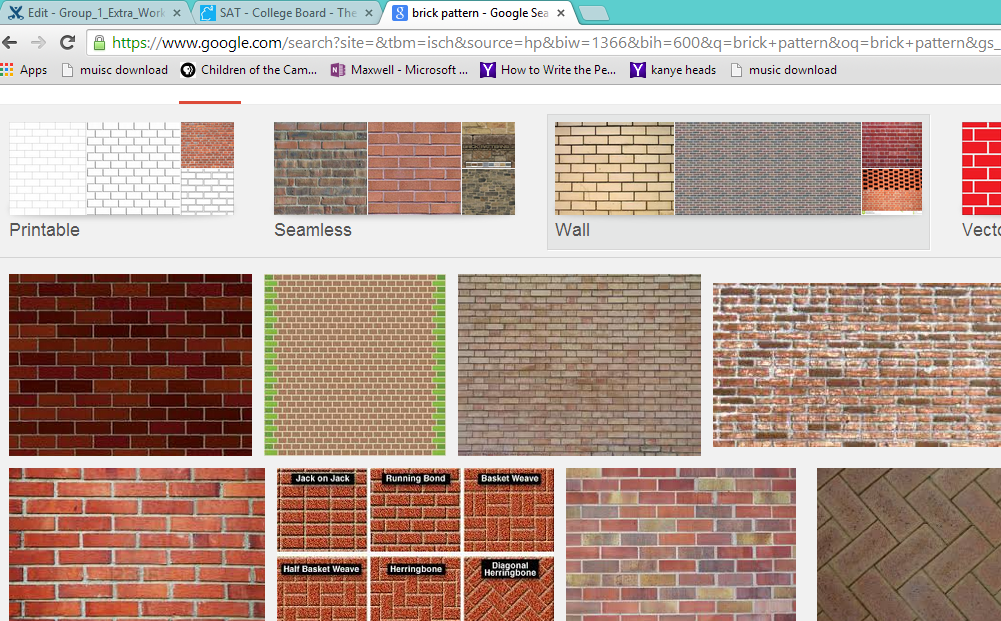 Edit - Group_1_Extra_Work
SAT - College Board - The
brick pattern - Google Sea
https://www.google.com/search?site=&tbm=isch&source=hp&biw=1366&bih=600&q=brick+pattern&oq=brick+pattern&gs_
Apps muisc download Children of the Cam... Maxwell - Microsoft ... How to Write the Pe... kanye heads music download
Printable Seamless Wall Vecto
Jack on Jack Running Bond Basket Weave
Half Basket Weave Herringbone Diagonal
Herringbone